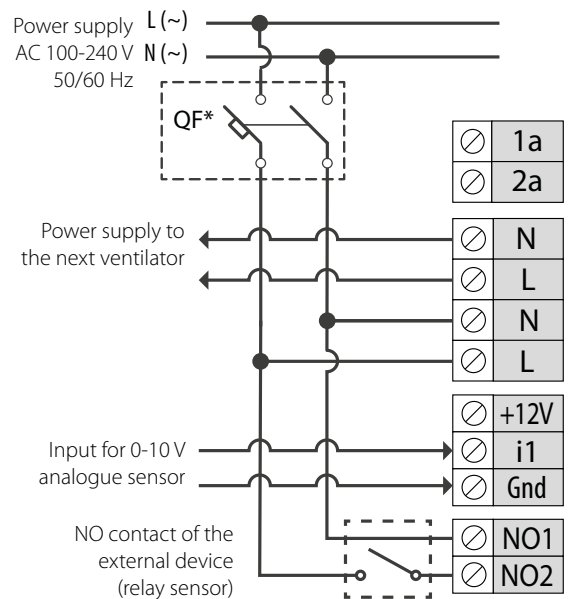 Power supply L (~)
AC 100-240 V N (~)
50/60 Hz
QF*
1a
2a
Power supply to
the next ventilator
N
L
N
L
+12V
Input for 0-10 V
analogue sensor
i1
Gnd
NO contact of the
external device
(relay sensor)
NO1
NO2